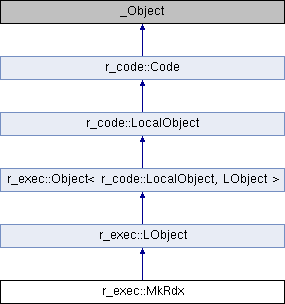 _Object
r_code::Code
r_code::LocalObject
r_exec::Object< r_code::LocalObject, LObject >
r_exec::LObject
r_exec::MkRdx